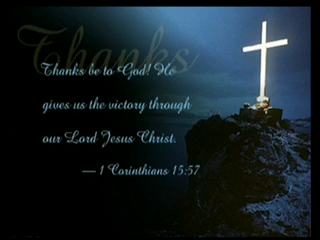 Thanks
Thanks be to God! He
gives us the victory through
our Lord Jesus Christ.
— 1 Corinthians 15:57